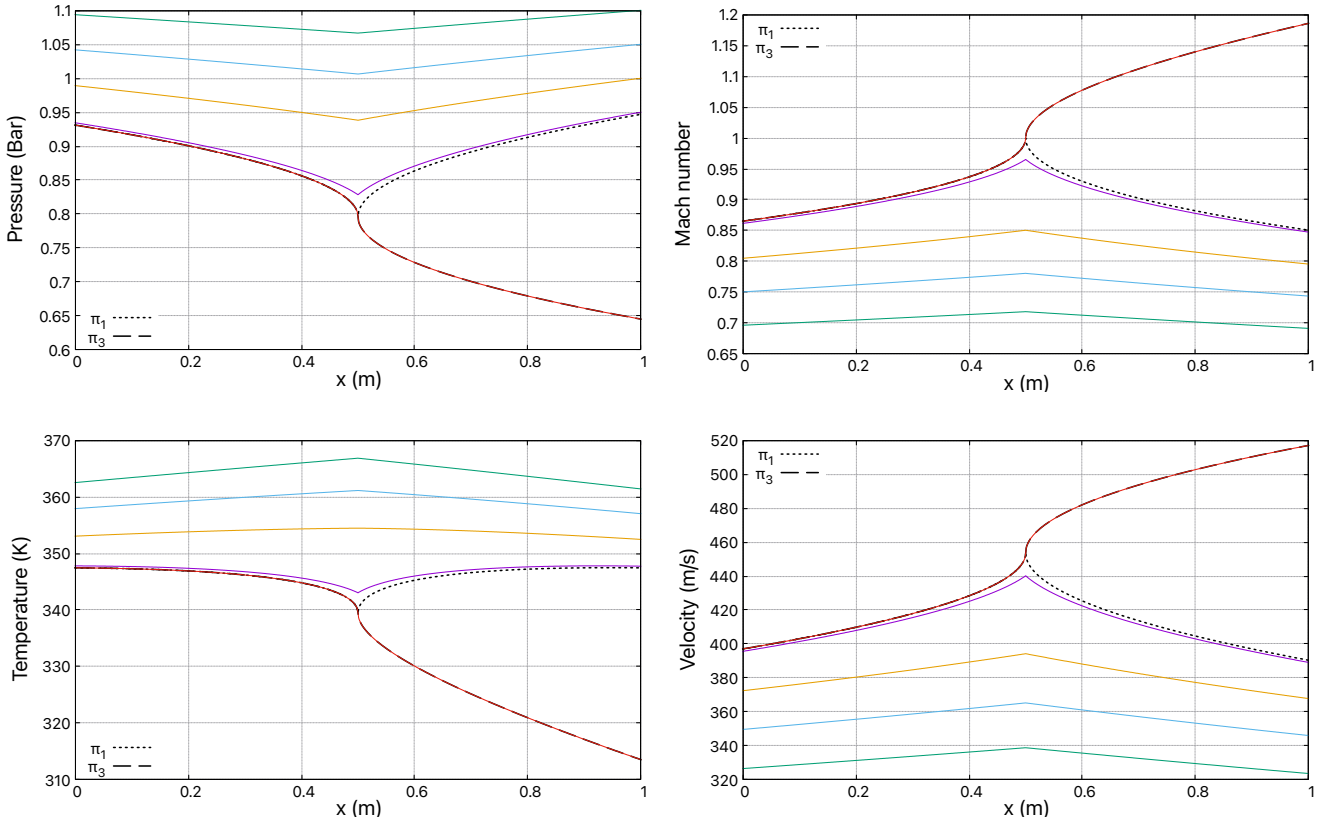 Pressure (Bar)
1.1
1.05
1
0.95
0.9
0.85
0.8
0.75
0.7
0.65
0.6
π1
π3
0 0.2 0.4 0.6 0.8 1
x (m)
Mach number
1.2
1.15
1.1
1.05
1
0.95
0.9
0.85
0.8
0.75
0.7
0.65
π1
π3
0 0.2 0.4 0.6 0.8 1
x (m)
Temperature (K)
370
360
350
340
330
320
310
π1
π3
0 0.2 0.4 0.6 0.8 1
x (m)
Velocity (m/s)
520
500
480
460
440
420
400
380
360
340
320
π1
π3
0 0.2 0.4 0.6 0.8 1
x (m)